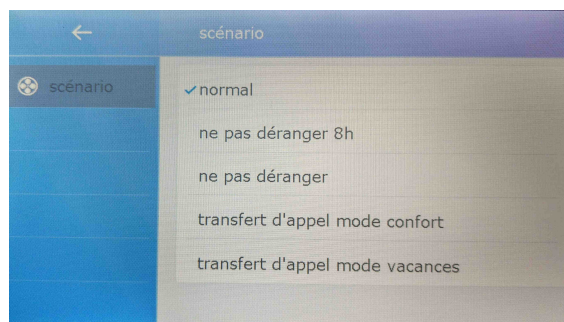 scénario
scénario
normal
ne pas déranger 8h
ne pas déranger
transfert d'appel mode confort
transfert d'appel mode vacances